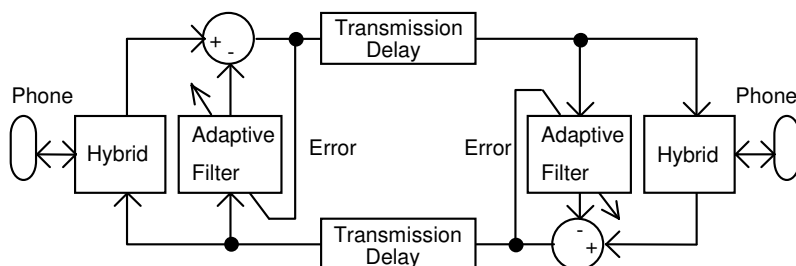 +
-
Transmission
Delay
Phone
Phone
Hybrid
Adaptive
Filter
Error
Error
Adaptive
Filter
Hybrid
Transmission
Delay
-
+